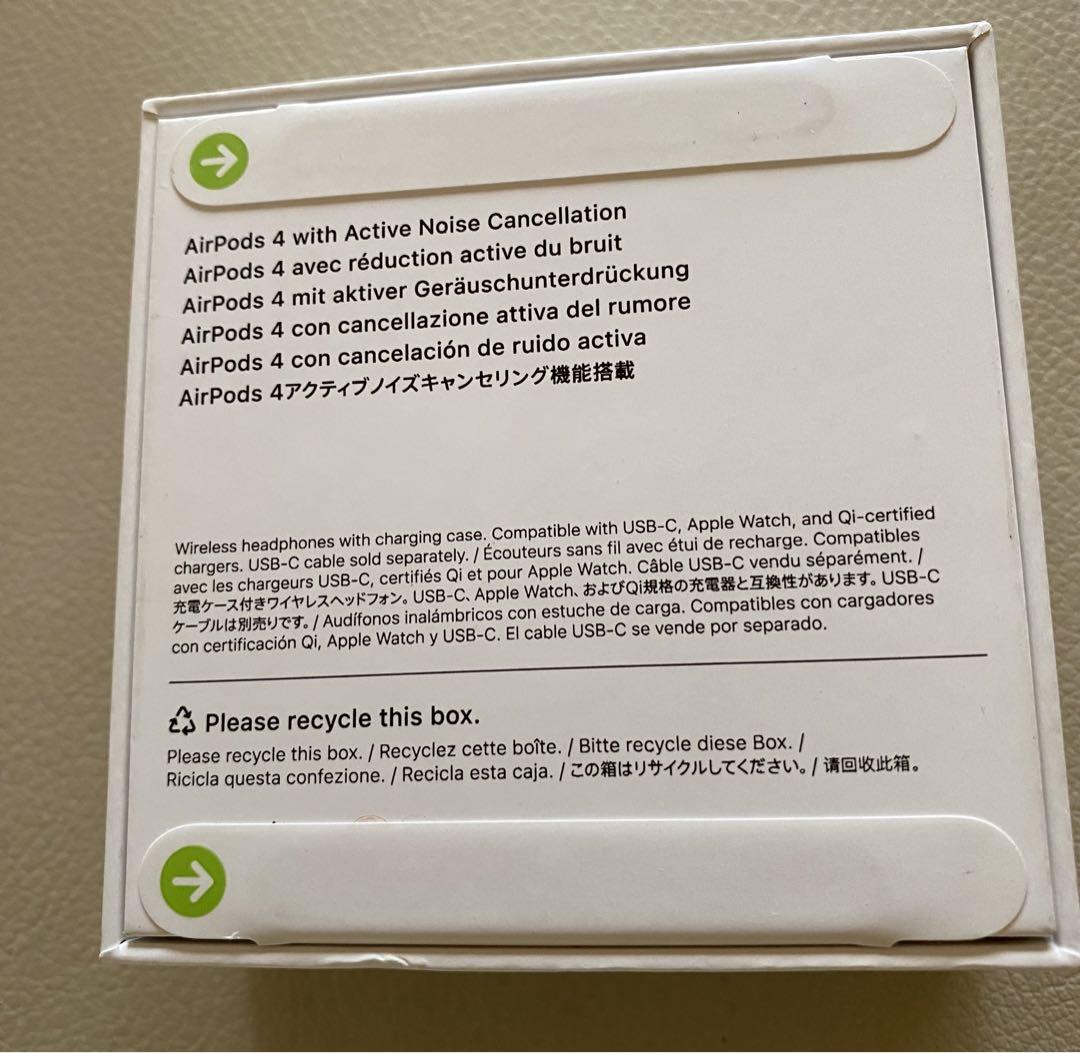 AirPods 4 with Active Noise Cancellation
AirPods 4 avec réduction active du bruit
AirPods 4 mit aktiver Geräuschunterdrückung
AirPods 4 con cancellazione attiva del rumore
AirPods 4 con cancelación de ruido activa
AirPods 4アクティブノイズキャンセリング機能搭載
Wireless headphones with charging case. Compatible with USB-C, Apple Watch, and Qi-certified
chargers. USB-C cable sold separately. / Écouteurs sans fil avec étui de recharge. Compatibles
avec les chargeurs USB-C, certifiés Qi et pour Apple Watch. Câble USB-C vendu séparément. /
充電ケース付きワイヤレスヘッドフォン。USB-C、Apple Watch、およびQi規格の充電器と互換性があります。USB-C
ケーブルは別売りです。/ Audífonos inalámbricos con estuche de carga. Compatibles con cargadores
con certificación Qi, Apple Watch y USB-C. El cable USB-C se vende por separado.
Please recycle this box.
Please recycle this box. / Recyclez cette boîte. / Bitte recycle diese Box. /
Ricicla questa confezione. / Recicla esta caja. / この箱はリサイクルしてください。/ 请回收此箱。